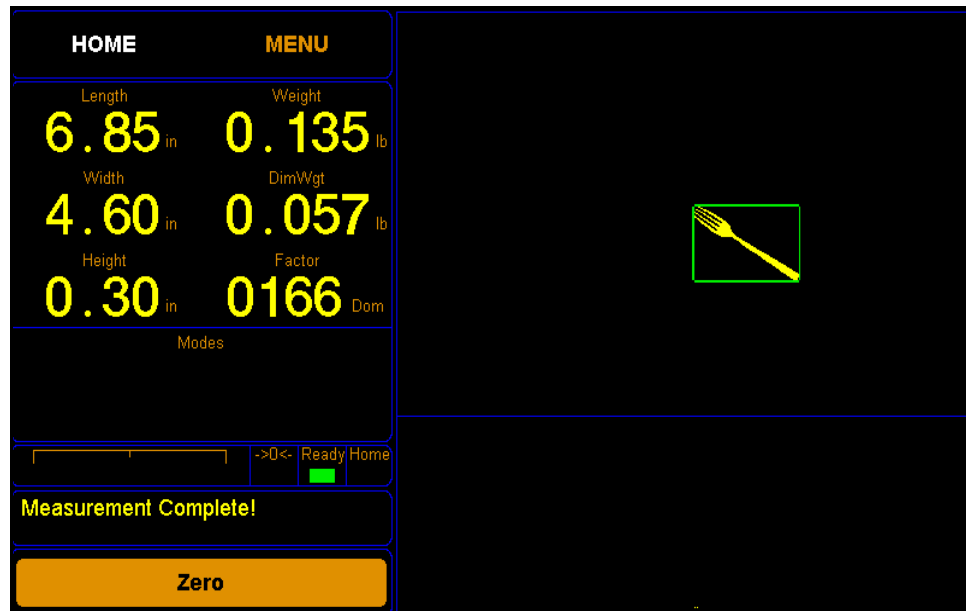 HOME MENU
Length Weight
6.85 in 0.135 lb
Width DimWgt
4.60 in 0.057 lb
Height Factor
0.30 in 0166 Dom
Modes
->0<- Ready Home
Measurement Complete!
Zero